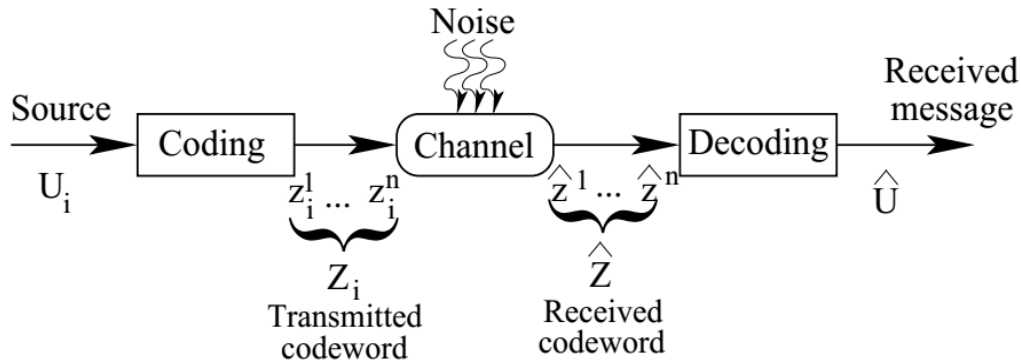 Noise
Source
Received
message
Coding
Channel
Decoding
U_i
z_i^1 ... z_i^n
ẑ^1 ... ẑ^n
Û
Z_i
Ẑ
Transmitted
codeword
Received
codeword